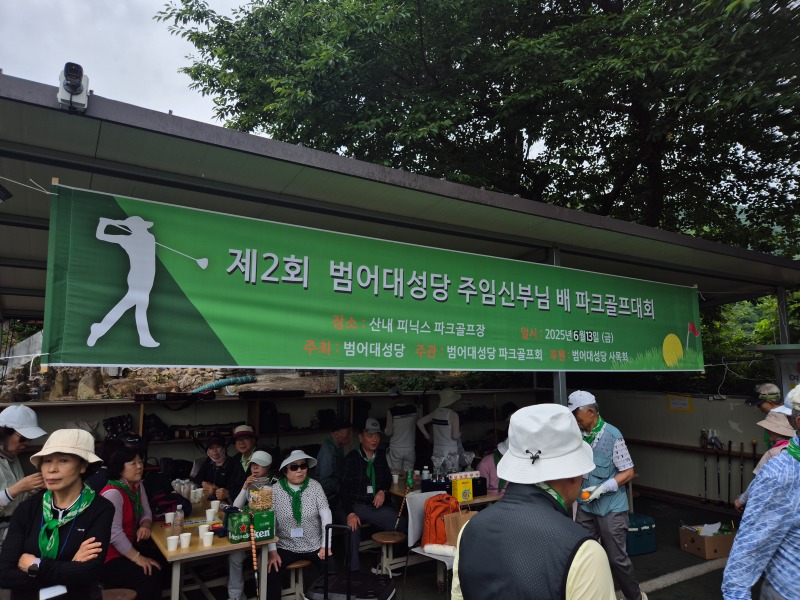 제2회 범어대성당 주임신부님 배 파크골프대회
장소 : 산내 피닉스 파크골프장 일시 : 2025년 6월 13일 (금)
주최 : 범어대성당 주관 : 범어대성당 파크골프회 후원 : 범어대성당 사목회
Heineken